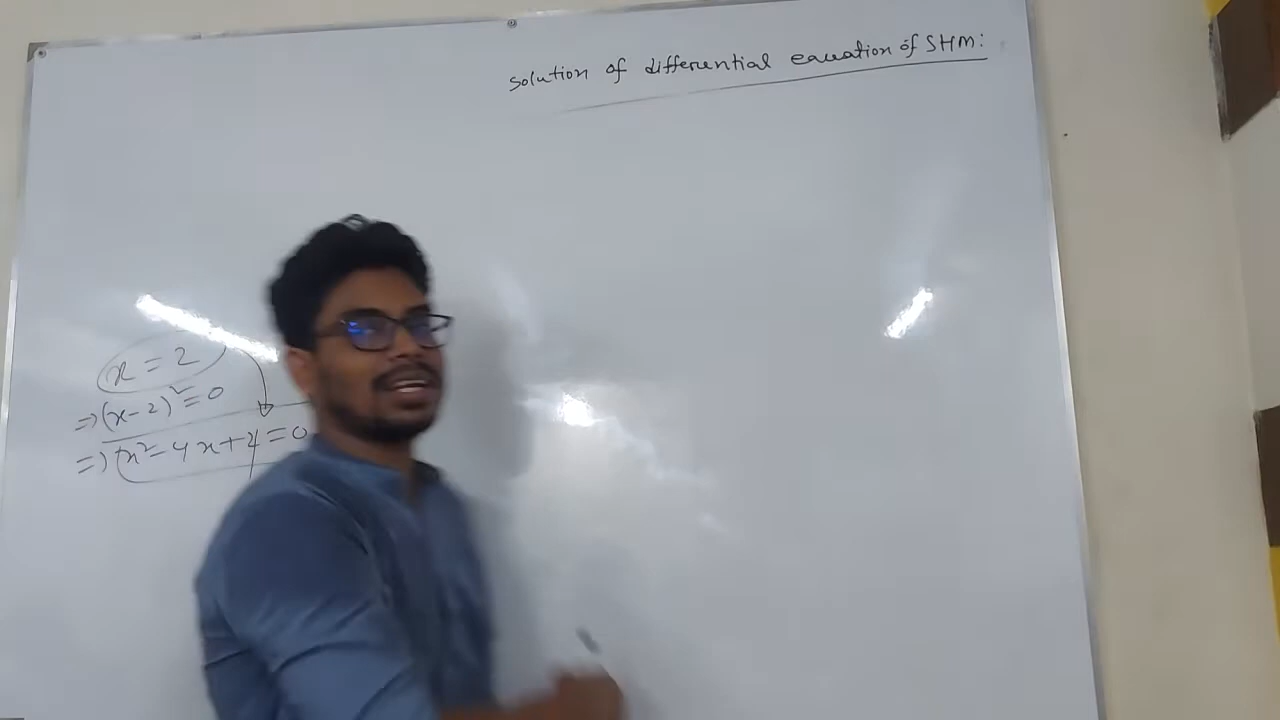 Solution of differential equation of SHM:
x = 2
=> (x-2)² = 0
=> x² - 4x + 4 = 0